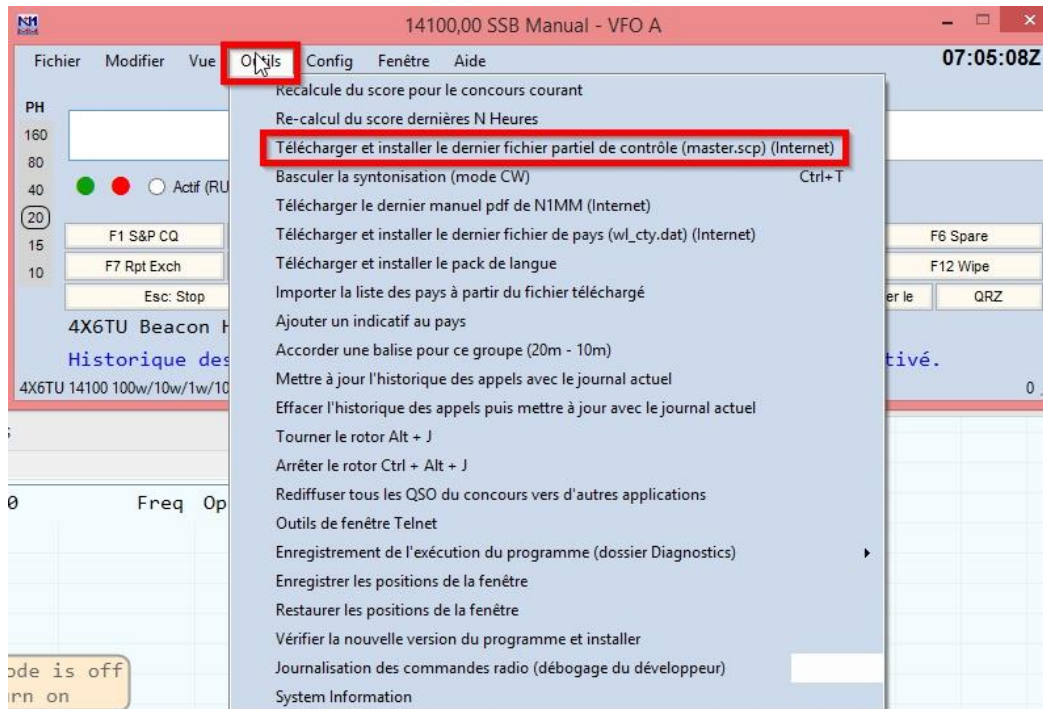 14100,00 SSB Manual - VFO A
Fichier Modifier Vue Outils Config Fenêtre Aide 07:05:08Z
Recalcule du score pour le concours courant
PH
Re-calcul du score dernières N Heures
160
Télécharger et installer le dernier fichier partiel de contrôle (master.scp) (Internet)
80
Basculer la syntonisation (mode CW) Ctrl+T
40 Actif (RU
Télécharger le dernier manuel pdf de N1MM (Internet)
20
F1 S&P CQ Télécharger et installer le dernier fichier de pays (wl_cty.dat) (Internet) F6 Spare
15
F7 Rpt Exch Télécharger et installer le pack de langue F12 Wipe
10
Esc: Stop Importer la liste des pays à partir du fichier téléchargé er le QRZ
4X6TU Beacon H Ajouter un indicatif au pays
Accorder une balise pour ce groupe (20m - 10m)
Historique des tivé.
4X6TU 14100 100w/10w/1w/10 Mettre à jour l'historique des appels avec le journal actuel 0
Effacer l'historique des appels puis mettre à jour avec le journal actuel
Tourner le rotor Alt + J
Arrêter le rotor Ctrl + Alt + J
0 Freq Op Rediffuser tous les QSO du concours vers d'autres applications
Outils de fenêtre Telnet
Enregistrement de l'exécution du programme (dossier Diagnostics)
Enregistrer les positions de la fenêtre
Restaurer les positions de la fenêtre
Vérifier la nouvelle version du programme et installer
ode is off Journalisation des commandes radio (débogage du développeur)
rn on System Information